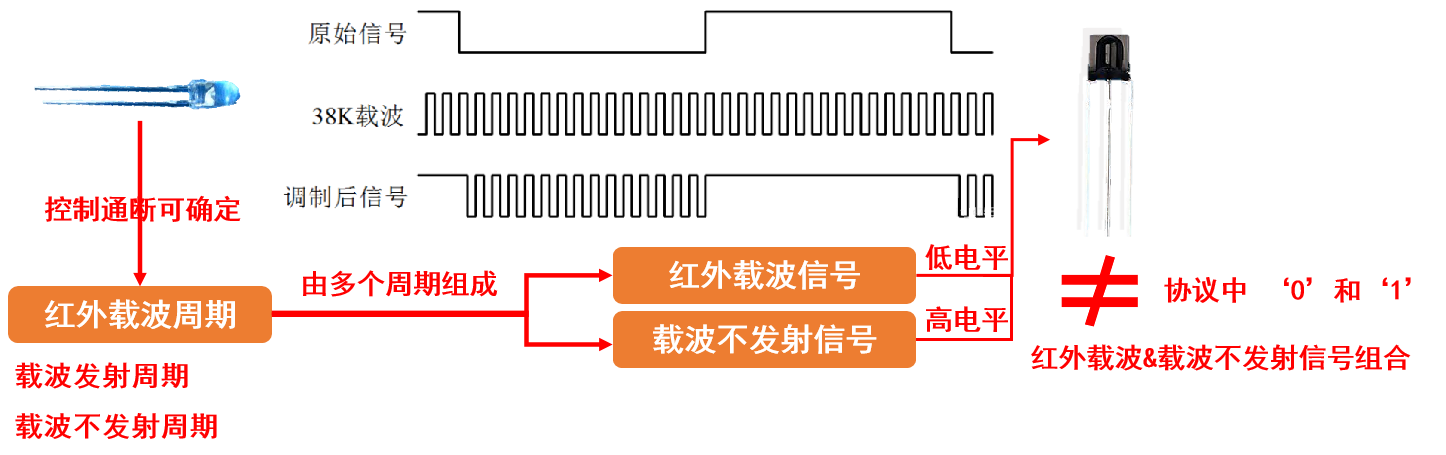 原始信号
38K载波
调制后信号
控制通断可确定
红外载波周期
载波发射周期
载波不发射周期
由多个周期组成
红外载波信号
载波不发射信号
低电平
高电平
协议中 ‘0’和‘1’
红外载波&载波不发射信号组合